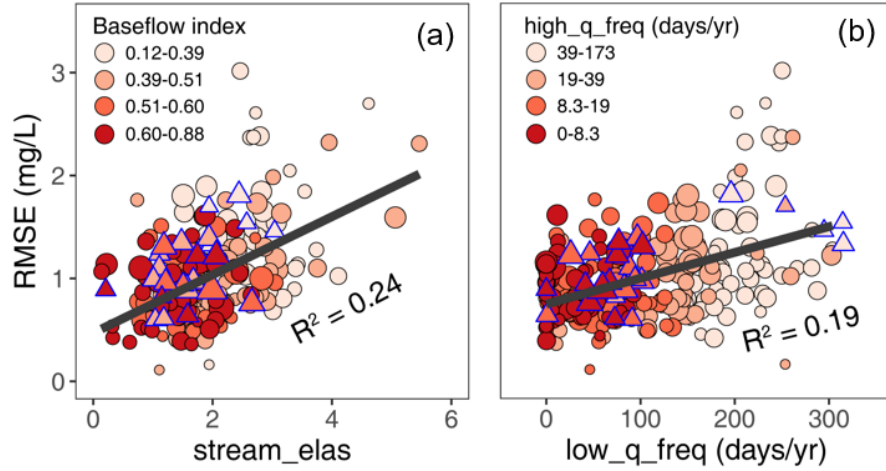 Baseflow index
0.12-0.39
0.39-0.51
0.51-0.60
0.60-0.88
(a)
RMSE (mg/L)
3
2
1
0
R² = 0.24
0 2 4 6
stream_elas
high_q_freq (days/yr)
39-173
19-39
8.3-19
0-8.3
(b)
R² = 0.19
0 100 200 300
low_q_freq (days/yr)